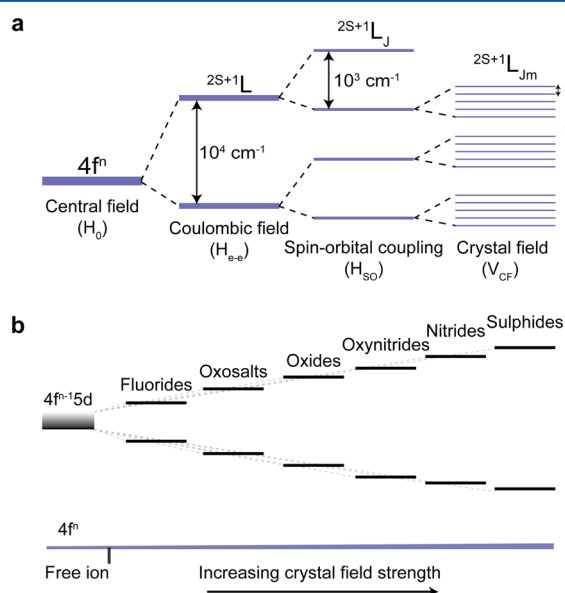 a
2S+1L
2S+1LJ
2S+1LJm
10³ cm⁻¹
10⁴ cm⁻¹
4fⁿ
Central field
(H₀)
Coulombic field
(He-e)
Spin-orbital coupling
(HSO)
Crystal field
(VCF)
b
4fⁿ⁻¹5d
Fluorides
Oxosalts
Oxides
Oxynitrides
Nitrides
Sulphides
4fⁿ
Free ion
Increasing crystal field strength